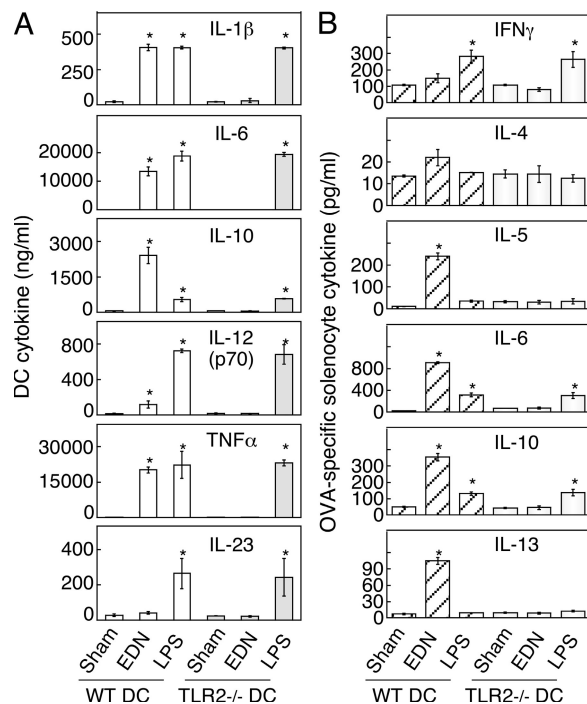 A
DC cytokine (ng/ml)
IL-1β
400
200
0
IL-6
20000
10000
0
IL-10
3000
1500
0
IL-12
(p70)
800
400
0
TNFα
30000
15000
0
IL-23
400
200
0
Sham
EDN
LPS
Sham
EDN
LPS
WT DC
TLR2-/- DC
B
OVA-specific solenocyte cytokine (pg/ml)
IFNγ
300
200
100
0
IL-4
40
20
0
IL-5
200
100
0
IL-6
800
400
0
IL-10
300
200
100
0
IL-13
90
60
30
0
Sham
EDN
LPS
Sham
EDN
LPS
WT DC
TLR2-/- DC